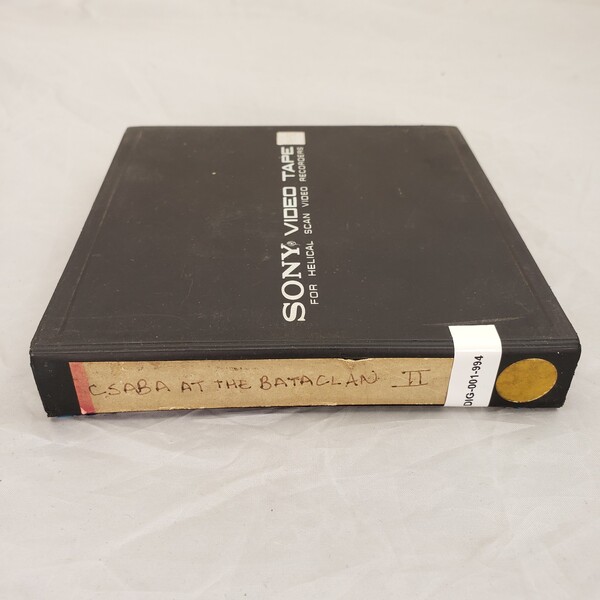 SONY® VIDEO TAPE
FOR HELICAL SCAN VIDEO RECORDERS
CSABA AT THE BATACLAN II
DIG-001-994